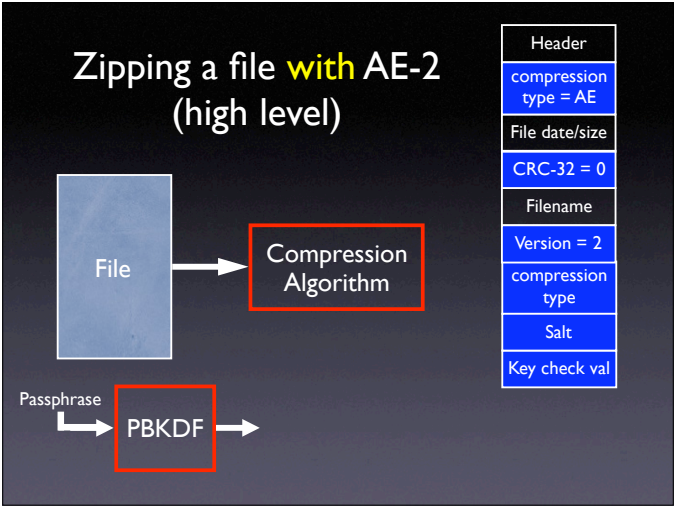 Zipping a file with AE-2
(high level)
File
Compression
Algorithm
Passphrase
PBKDF
Header
compression
type = AE
File date/size
CRC-32 = 0
Filename
Version = 2
compression
type
Salt
Key check val